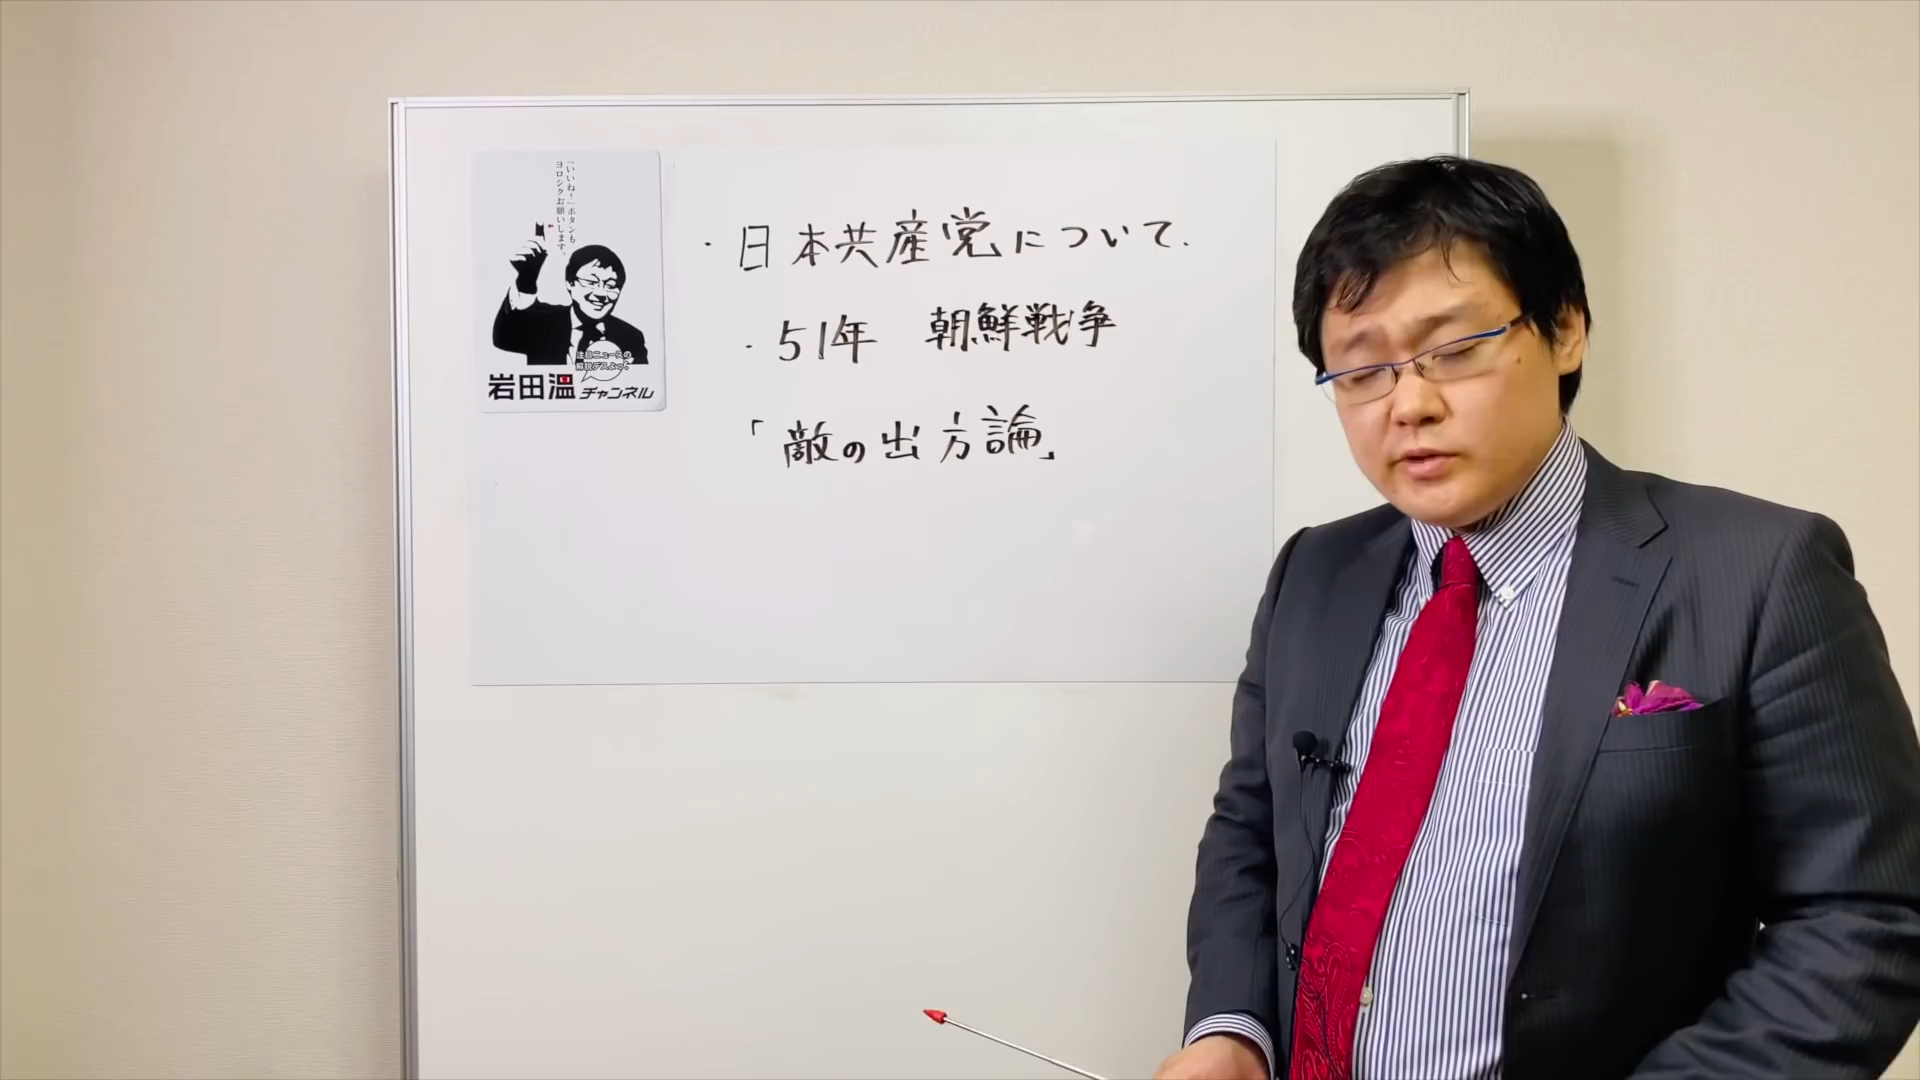 「いいね！」ボタンも
ヨロシクお願いします。
注目ニュースの
解説デスよっ!
岩田温チャンネル
・日本共産党について.
・51年 朝鮮戦争
「敵の出方論」